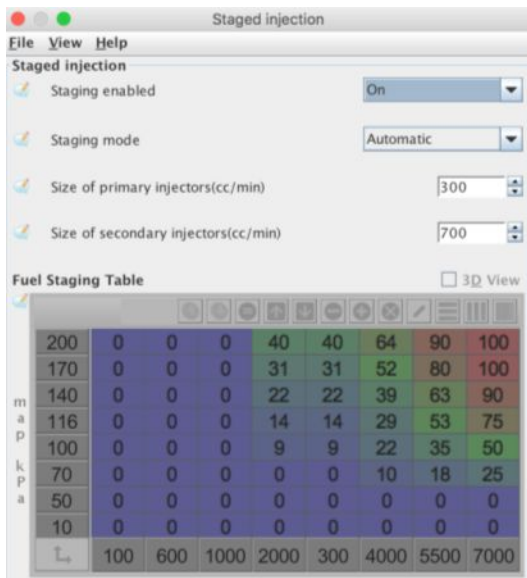 Staged injection
File View Help
Staged injection
Staging enabled On
Staging mode Automatic
Size of primary injectors(cc/min) 300
Size of secondary injectors(cc/min) 700
Fuel Staging Table 3D View
map kPa
200 0 0 0 40 40 64 90 100
170 0 0 0 31 31 52 80 100
140 0 0 0 22 22 39 63 90
116 0 0 0 14 14 29 53 75
100 0 0 0 9 9 22 35 50
70 0 0 0 0 0 10 18 25
50 0 0 0 0 0 0 0 0
10 0 0 0 0 0 0 0 0
100 600 1000 2000 300 4000 5500 7000